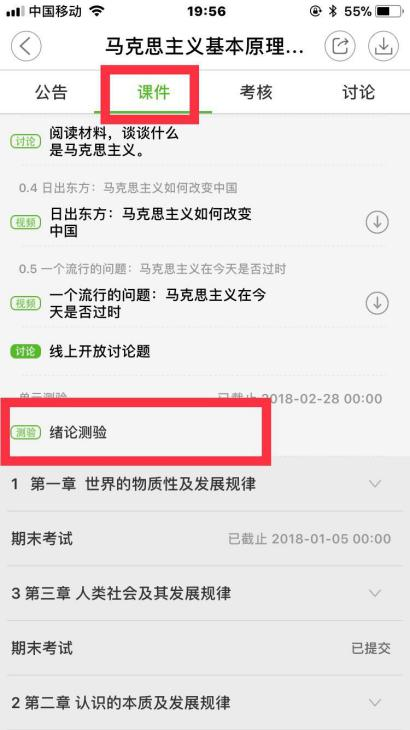 中国移动 19:56 55%
马克思主义基本原理...
公告 课件 考核 讨论
讨论 阅读材料，谈谈什么
是马克思主义。
0.4 日出东方：马克思主义如何改变中国
视频 日出东方：马克思主义如何改变
中国
0.5 一个流行的问题：马克思主义在今天是否过时
视频 一个流行的问题：马克思主义在今
天是否过时
讨论 线上开放讨论题
单元测验 已截止 2018-02-28 00:00
测验 绪论测验
1 第一章 世界的物质性及发展规律
期末考试 已截止 2018-01-05 00:00
3 第三章 人类社会及其发展规律
期末考试 已提交
2 第二章 认识的本质及发展规律